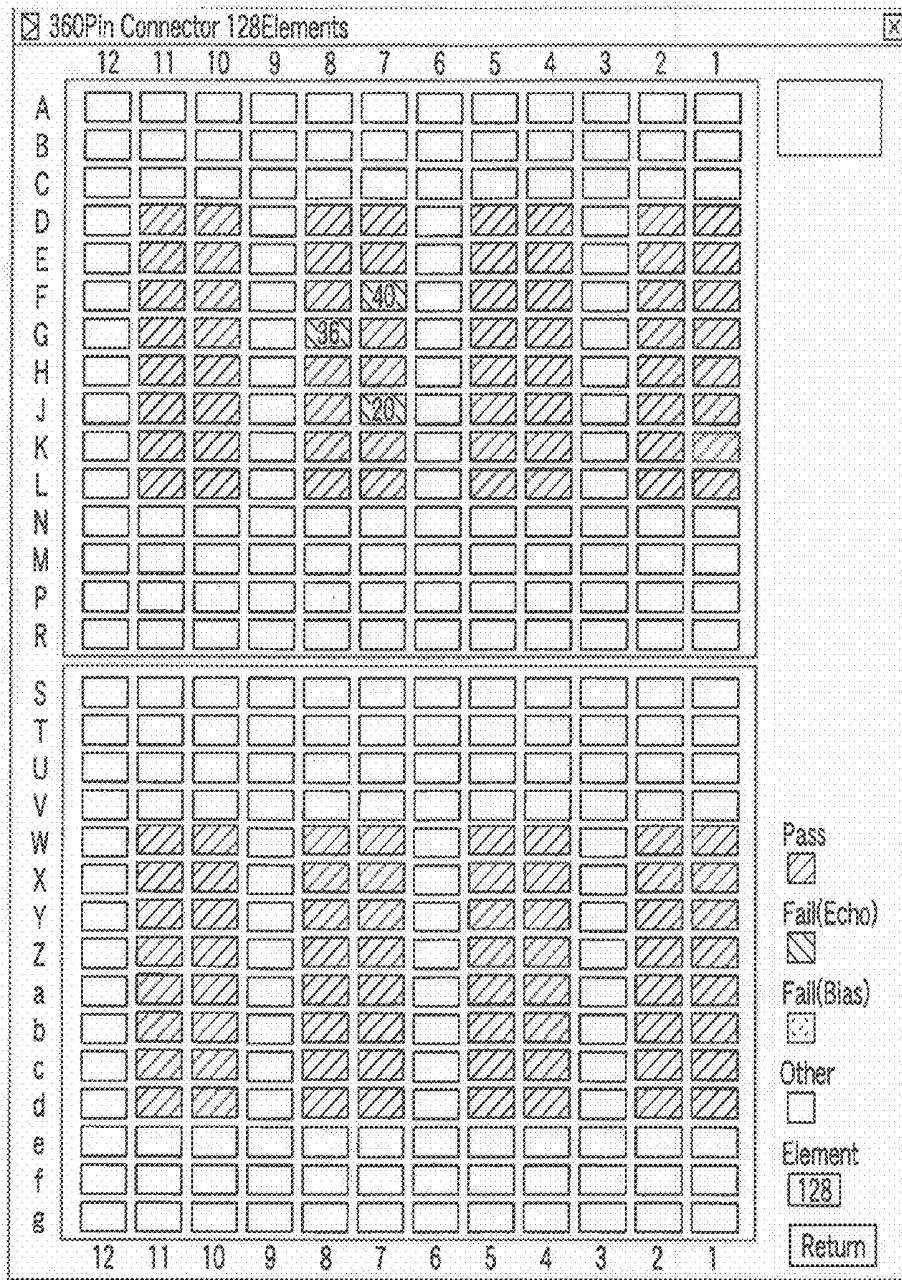 360Pin Connector 128Elements
12 11 10 9 8 7 6 5 4 3 2 1
A
B
C
D
E
F 40
G 36
H
J 20
K
L
N
M
P
R
S
T
U
V
W
X
Y
Z
a
b
c
d
e
f
g
12 11 10 9 8 7 6 5 4 3 2 1
Pass
Fail(Echo)
Fail(Bias)
Other
Element
128
Return